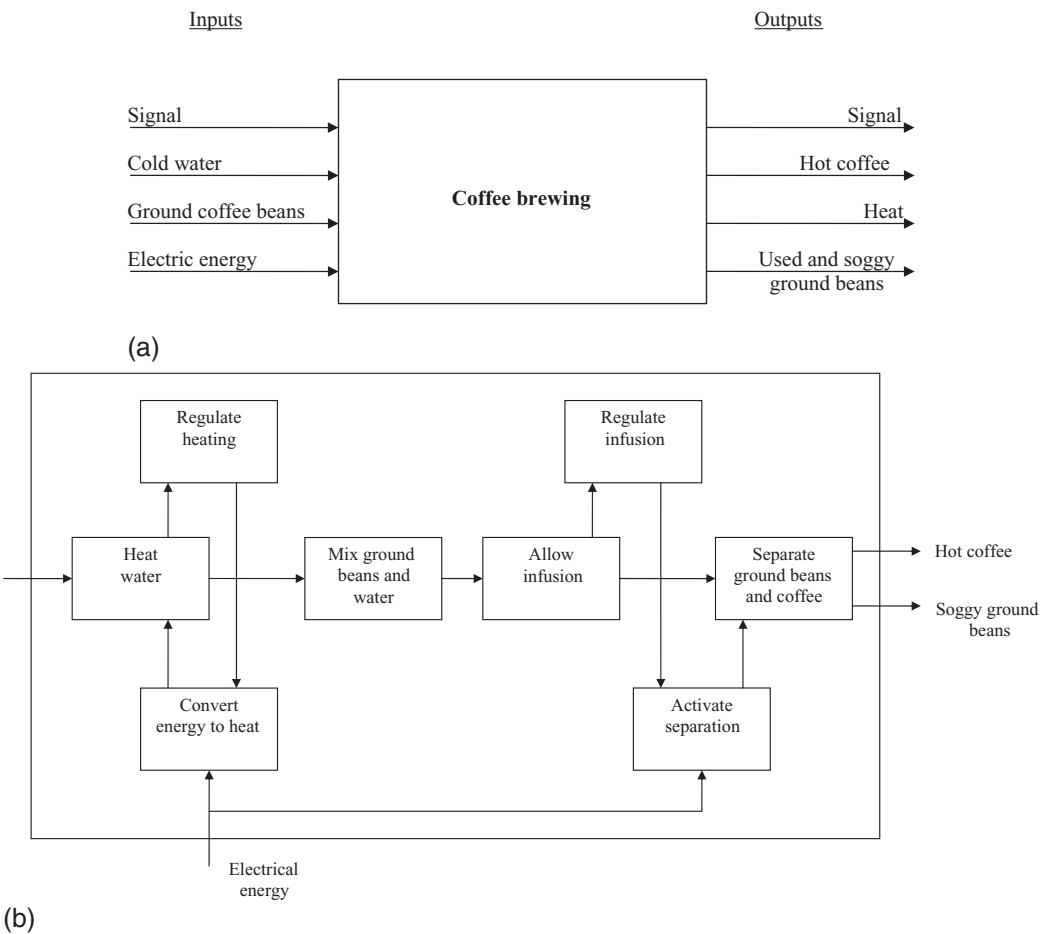 Inputs
Outputs
Signal
Cold water
Ground coffee beans
Electric energy
Coffee brewing
Signal
Hot coffee
Heat
Used and soggy
ground beans
(a)
Regulate
heating
Regulate
infusion
Heat
water
Mix ground
beans and
water
Allow
infusion
Separate
ground beans
and coffee
Hot coffee
Soggy ground
beans
Convert
energy to heat
Activate
separation
Electrical
energy
(b)